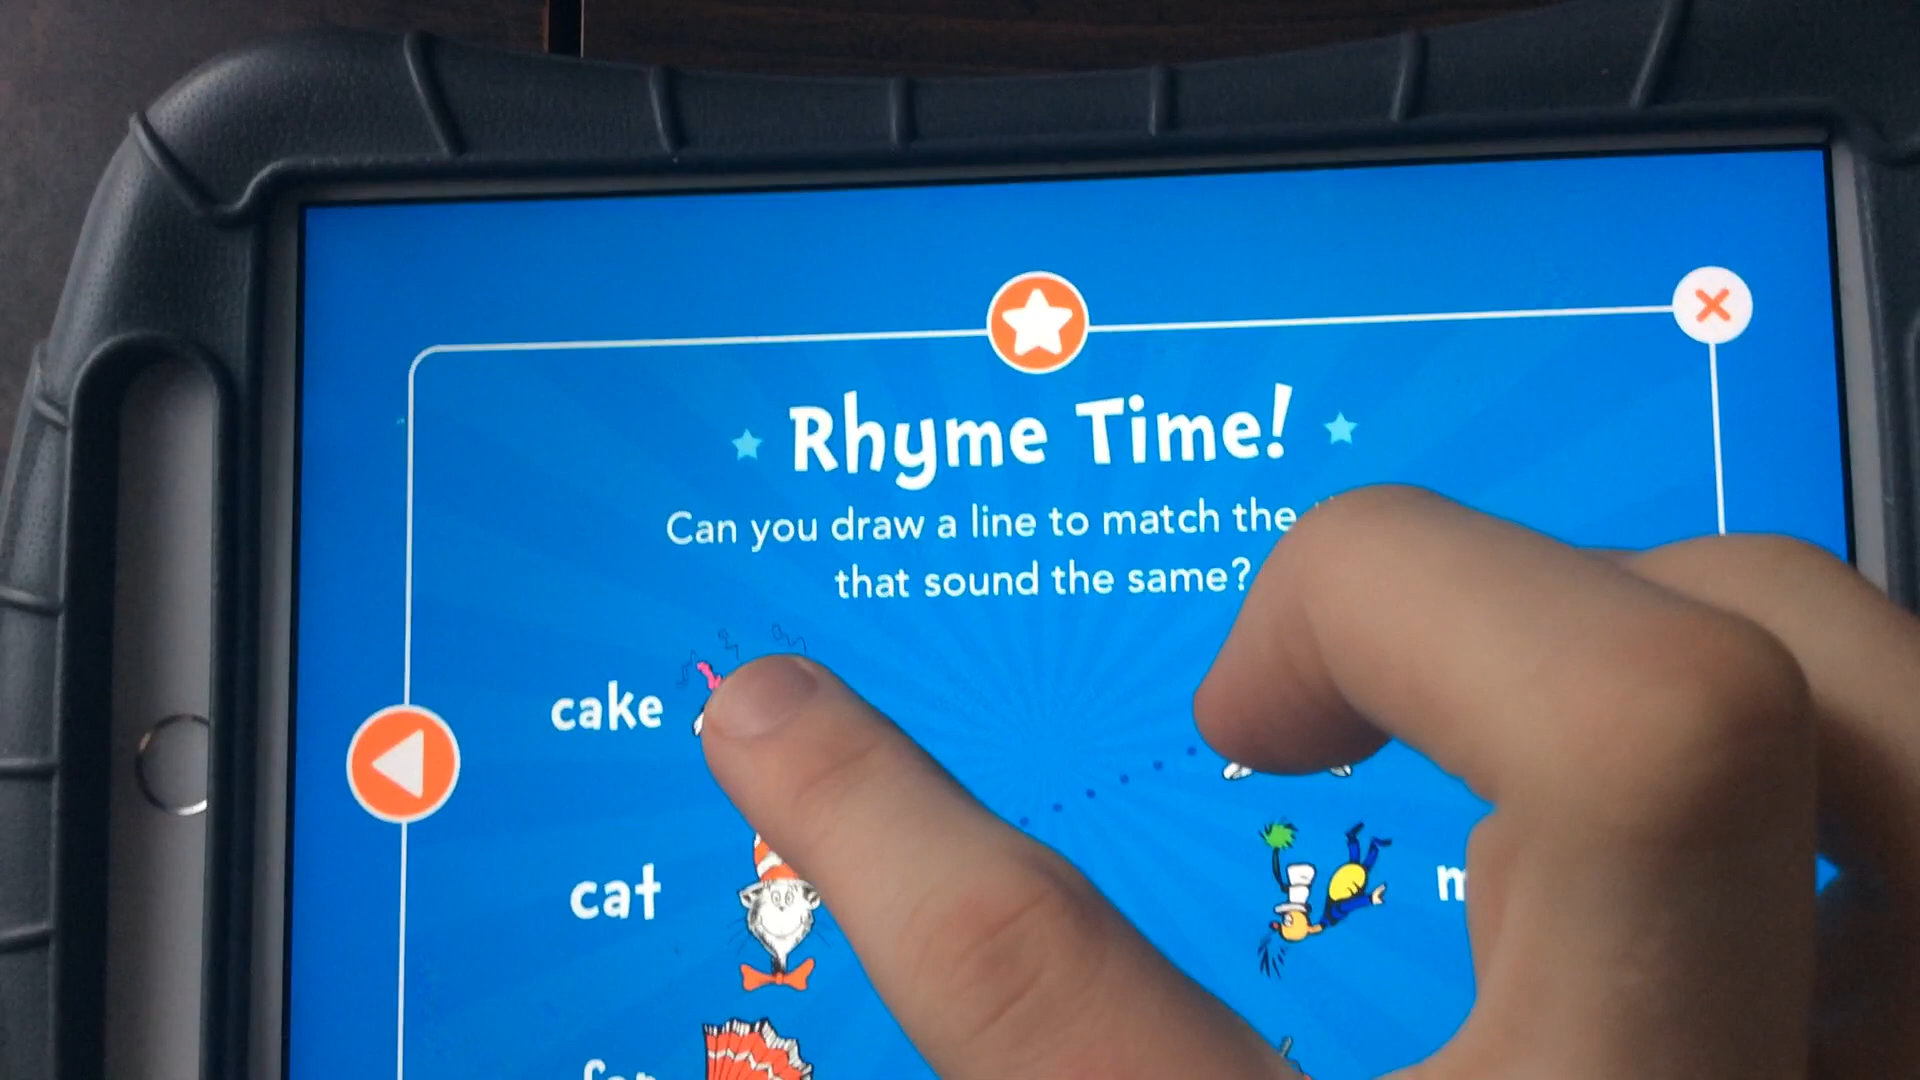 Rhyme Time!
Can you draw a line to match the
that sound the same?
cake
cat